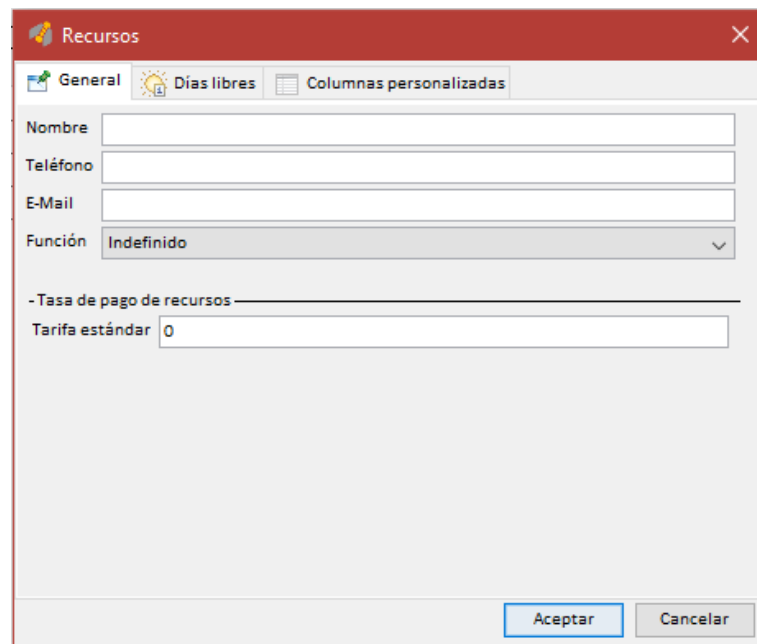 Recursos
General Días libres Columnas personalizadas
Nombre
Teléfono
E-Mail
Función Indefinido
Tasa de pago de recursos
Tarifa estándar 0
Aceptar Cancelar